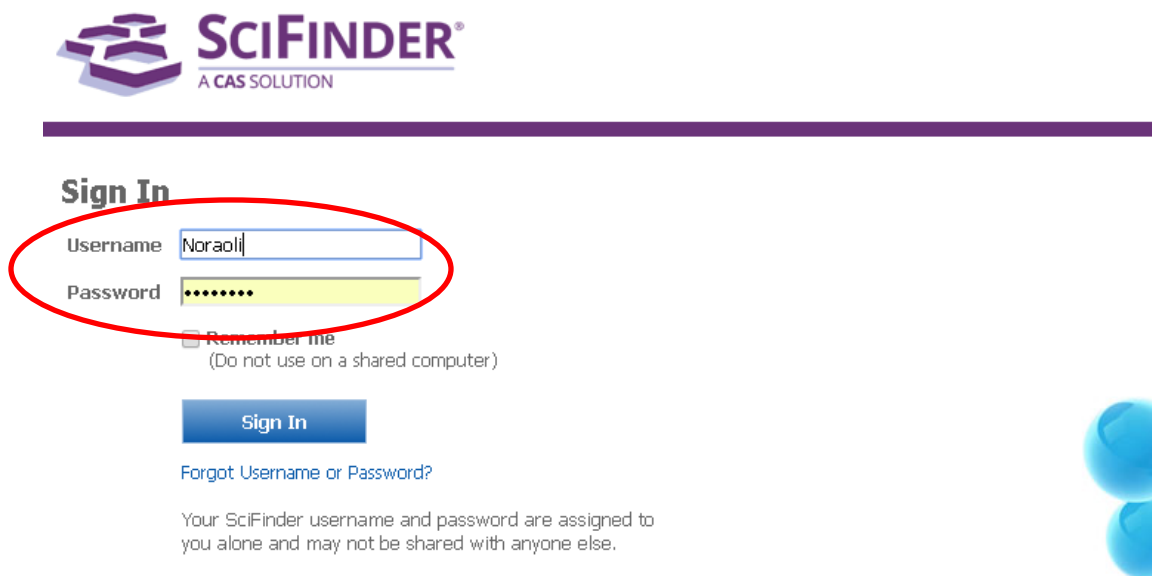 SCIFINDER®
A CAS SOLUTION
Sign In
Username Noraoli
Password ••••••••
Remember me
(Do not use on a shared computer)
Sign In
Forgot Username or Password?
Your SciFinder username and password are assigned to
you alone and may not be shared with anyone else.